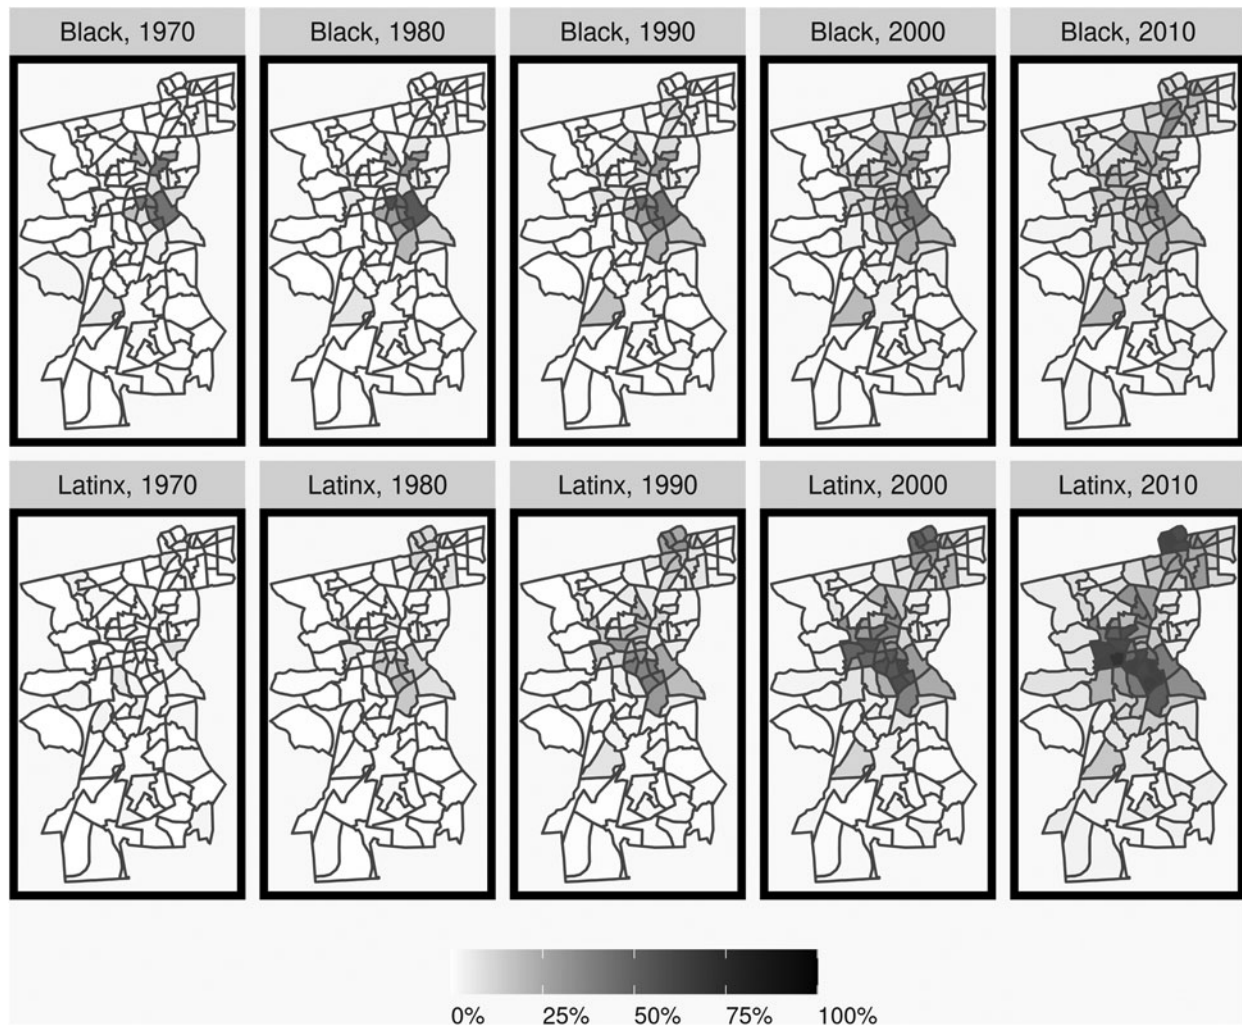 Black, 1970 Black, 1980 Black, 1990 Black, 2000 Black, 2010
Latinx, 1970 Latinx, 1980 Latinx, 1990 Latinx, 2000 Latinx, 2010
0% 25% 50% 75% 100%